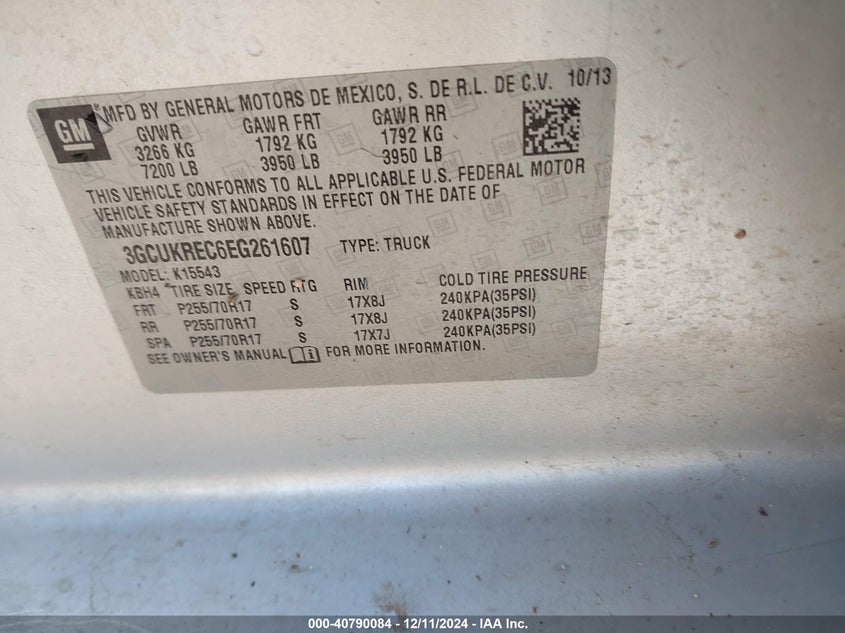 GM
MFD BY GENERAL MOTORS DE MEXICO, S. DE R.L. DE C.V. 10/13
GVWR GAWR FRT GAWR RR
3266 KG 1792 KG 1792 KG
7200 LB 3950 LB 3950 LB
THIS VEHICLE CONFORMS TO ALL APPLICABLE U.S. FEDERAL MOTOR
VEHICLE SAFETY STANDARDS IN EFFECT ON THE DATE OF
MANUFACTURE SHOWN ABOVE.
3GCUKREC6EG261607 TYPE: TRUCK
MODEL: K15543
KBH4 TIRE SIZE SPEED RTG RIM COLD TIRE PRESSURE
FRT P255/70R17 S 17X8J 240KPA(35PSI)
RR P255/70R17 S 17X8J 240KPA(35PSI)
SPA P255/70R17 S 17X7J 240KPA(35PSI)
SEE OWNER'S MANUAL i FOR MORE INFORMATION.
000-40790084 - 12/11/2024 - IAA Inc.